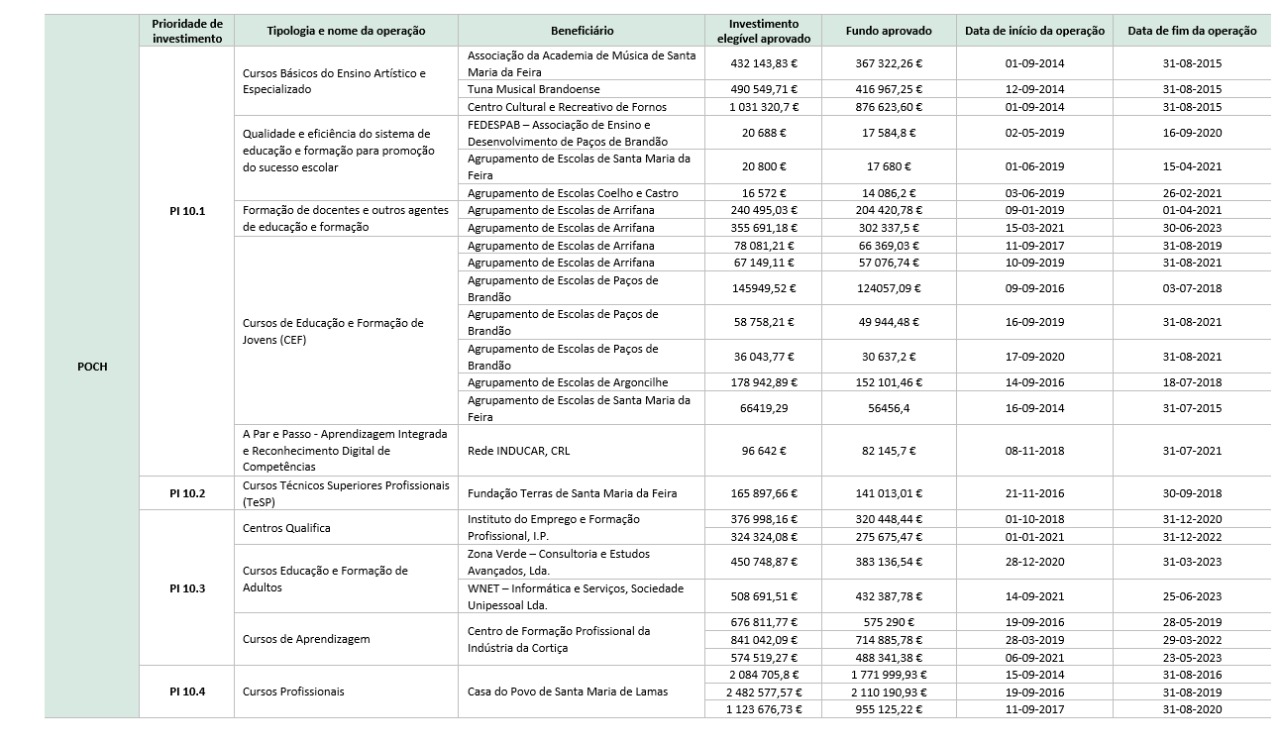 Prioridade de investimento | Tipologia e nome da operação | Beneficiário | Investimento elegível aprovado | Fundo aprovado | Data de início da operação | Data de fim da operação
POCH
PI 10.1
Cursos Básicos do Ensino Artístico e
Especializado
Associação da Academia de Música de Santa
Maria da Feira
432 143,83 € | 367 322,26 € | 01-09-2014 | 31-08-2015
Tuna Musical Brandoense | 490 549,71 € | 416 967,25 € | 12-09-2014 | 31-08-2015
Centro Cultural e Recreativo de Fornos | 1 031 320,7 € | 876 623,60 € | 01-09-2014 | 31-08-2015
Qualidade e eficiência do sistema de
educação e formação para promoção
do sucesso escolar
FEDESPAB – Associação de Ensino e
Desenvolvimento de Paços de Brandão
20 688 € | 17 584,8 € | 02-05-2019 | 16-09-2020
Agrupamento de Escolas de Santa Maria da
Feira
20 800 € | 17 680 € | 01-06-2019 | 15-04-2021
Agrupamento de Escolas Coelho e Castro | 16 572 € | 14 086,2 € | 03-06-2019 | 26-02-2021
Formação de docentes e outros agentes
de educação e formação
Agrupamento de Escolas de Arrifana | 240 495,03 € | 204 420,78 € | 09-01-2019 | 01-04-2021
Agrupamento de Escolas de Arrifana | 355 691,18 € | 302 337,5 € | 15-03-2021 | 30-06-2023
Cursos de Educação e Formação de
Jovens (CEF)
Agrupamento de Escolas de Arrifana | 78 081,21 € | 66 369,03 € | 11-09-2017 | 31-08-2019
Agrupamento de Escolas de Arrifana | 67 149,11 € | 57 076,74 € | 10-09-2019 | 31-08-2021
Agrupamento de Escolas de Paços de
Brandão
145949,52 € | 124057,09 € | 09-09-2016 | 03-07-2018
Agrupamento de Escolas de Paços de
Brandão
58 758,21 € | 49 944,48 € | 16-09-2019 | 31-08-2021
Agrupamento de Escolas de Paços de
Brandão
36 043,77 € | 30 637,2 € | 17-09-2020 | 31-08-2021
Agrupamento de Escolas de Argoncilhe | 178 942,89 € | 152 101,46 € | 14-09-2016 | 18-07-2018
Agrupamento de Escolas de Santa Maria da
Feira
66419,29 | 56456,4 | 16-09-2014 | 31-07-2015
A Par e Passo - Aprendizagem Integrada
e Reconhecimento Digital de
Competências
Rede INDUCAR, CRL | 96 642 € | 82 145,7 € | 08-11-2018 | 31-07-2021
PI 10.2
Cursos Técnicos Superiores Profissionais
(TeSP)
Fundação Terras de Santa Maria da Feira | 165 897,66 € | 141 013,01 € | 21-11-2016 | 30-09-2018
PI 10.3
Centros Qualifica
Instituto do Emprego e Formação
Profissional, I.P.
376 998,16 € | 320 448,44 € | 01-10-2018 | 31-12-2020
324 324,08 € | 275 675,47 € | 01-01-2021 | 31-12-2022
Cursos Educação e Formação de
Adultos
Zona Verde – Consultoria e Estudos
Avançados, Lda.
450 748,87 € | 383 136,54 € | 28-12-2020 | 31-03-2023
WNET – Informática e Serviços, Sociedade
Unipessoal Lda.
508 691,51 € | 432 387,78 € | 14-09-2021 | 25-06-2023
Cursos de Aprendizagem
Centro de Formação Profissional da
Indústria da Cortiça
676 811,77 € | 575 290 € | 19-09-2016 | 28-05-2019
841 042,09 € | 714 885,78 € | 28-03-2019 | 29-03-2022
574 519,27 € | 488 341,38 € | 06-09-2021 | 23-05-2023
PI 10.4
Cursos Profissionais
Casa do Povo de Santa Maria de Lamas
2 084 705,8 € | 1 771 999,93 € | 15-09-2014 | 31-08-2016
2 482 577,57 € | 2 110 190,93 € | 19-09-2016 | 31-08-2019
1 123 676,73 € | 955 125,22 € | 11-09-2017 | 31-08-2020